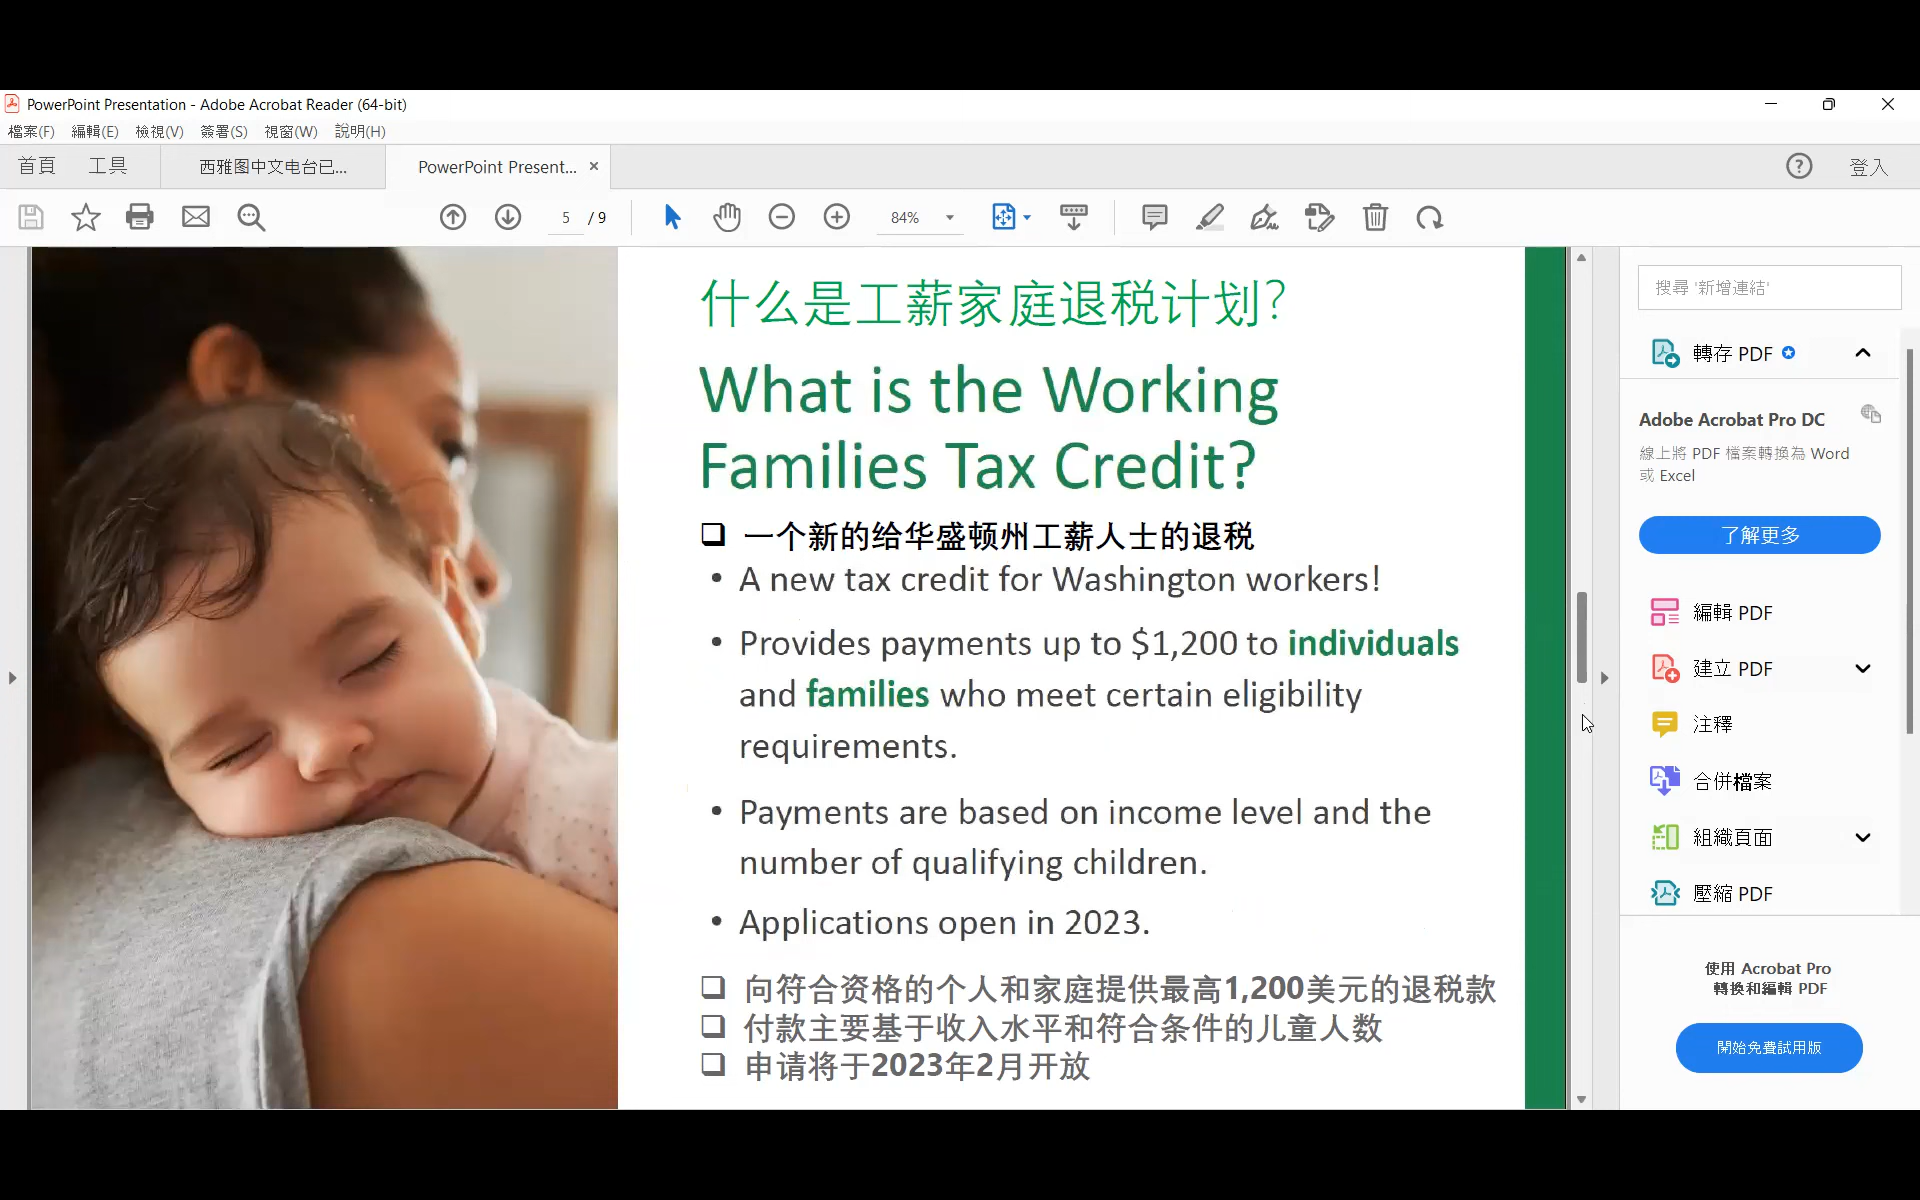 PowerPoint Presentation - Adobe Acrobat Reader (64-bit)
檔案(F) 編輯(E) 檢視(V) 簽署(S) 視窗(W) 說明(H)
首頁 工具 西雅图中文电台已... PowerPoint Present... 登入
5 / 9 84%
什么是工薪家庭退税计划?
What is the Working
Families Tax Credit?
一个新的给华盛顿州工薪人士的退税
• A new tax credit for Washington workers!
• Provides payments up to $1,200 to individuals
and families who meet certain eligibility
requirements.
• Payments are based on income level and the
number of qualifying children.
• Applications open in 2023.
向符合资格的个人和家庭提供最高1,200美元的退税款
付款主要基于收入水平和符合条件的儿童人数
申请将于2023年2月开放
搜尋 '新增連結'
轉存 PDF
Adobe Acrobat Pro DC
線上將 PDF 檔案轉換為 Word
或 Excel
了解更多
編輯 PDF
建立 PDF
注釋
合併檔案
組織頁面
壓縮 PDF
使用 Acrobat Pro
轉換和編輯 PDF
開始免費試用版